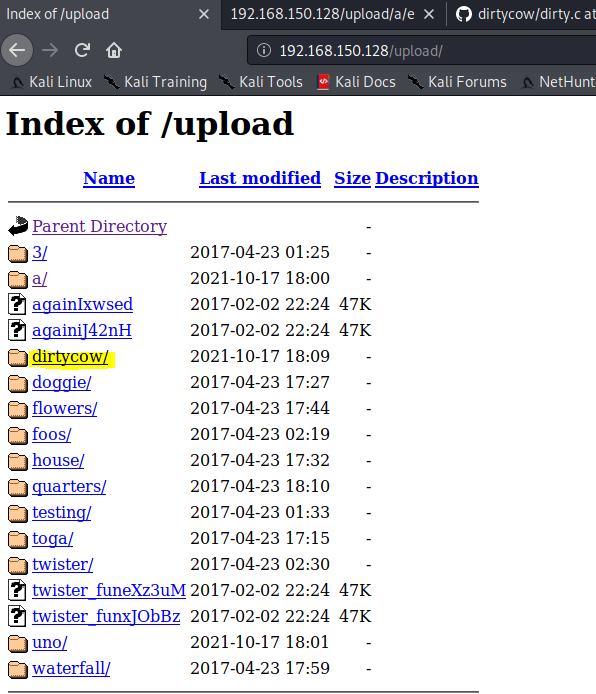 Index of /upload
192.168.150.128/upload/a/e
dirtycow/dirty.c at
192.168.150.128/upload/
Kali Linux Kali Training Kali Tools Kali Docs Kali Forums NetHunt
Index of /upload
Name Last modified Size Description
Parent Directory -
3/ 2017-04-23 01:25 -
a/ 2021-10-17 18:00 -
againIxwsed 2017-02-02 22:24 47K
againiJ42nH 2017-02-02 22:24 47K
dirtycow/ 2021-10-17 18:09 -
doggie/ 2017-04-23 17:27 -
flowers/ 2017-04-23 17:44 -
foos/ 2017-04-23 02:19 -
house/ 2017-04-23 17:32 -
quarters/ 2017-04-23 18:10 -
testing/ 2017-04-23 01:33 -
toga/ 2017-04-23 17:15 -
twister/ 2017-04-23 02:30 -
twister_funeXz3uM 2017-02-02 22:24 47K
twister_funxJObBz 2017-02-02 22:24 47K
uno/ 2021-10-17 18:01 -
waterfall/ 2017-04-23 17:59 -